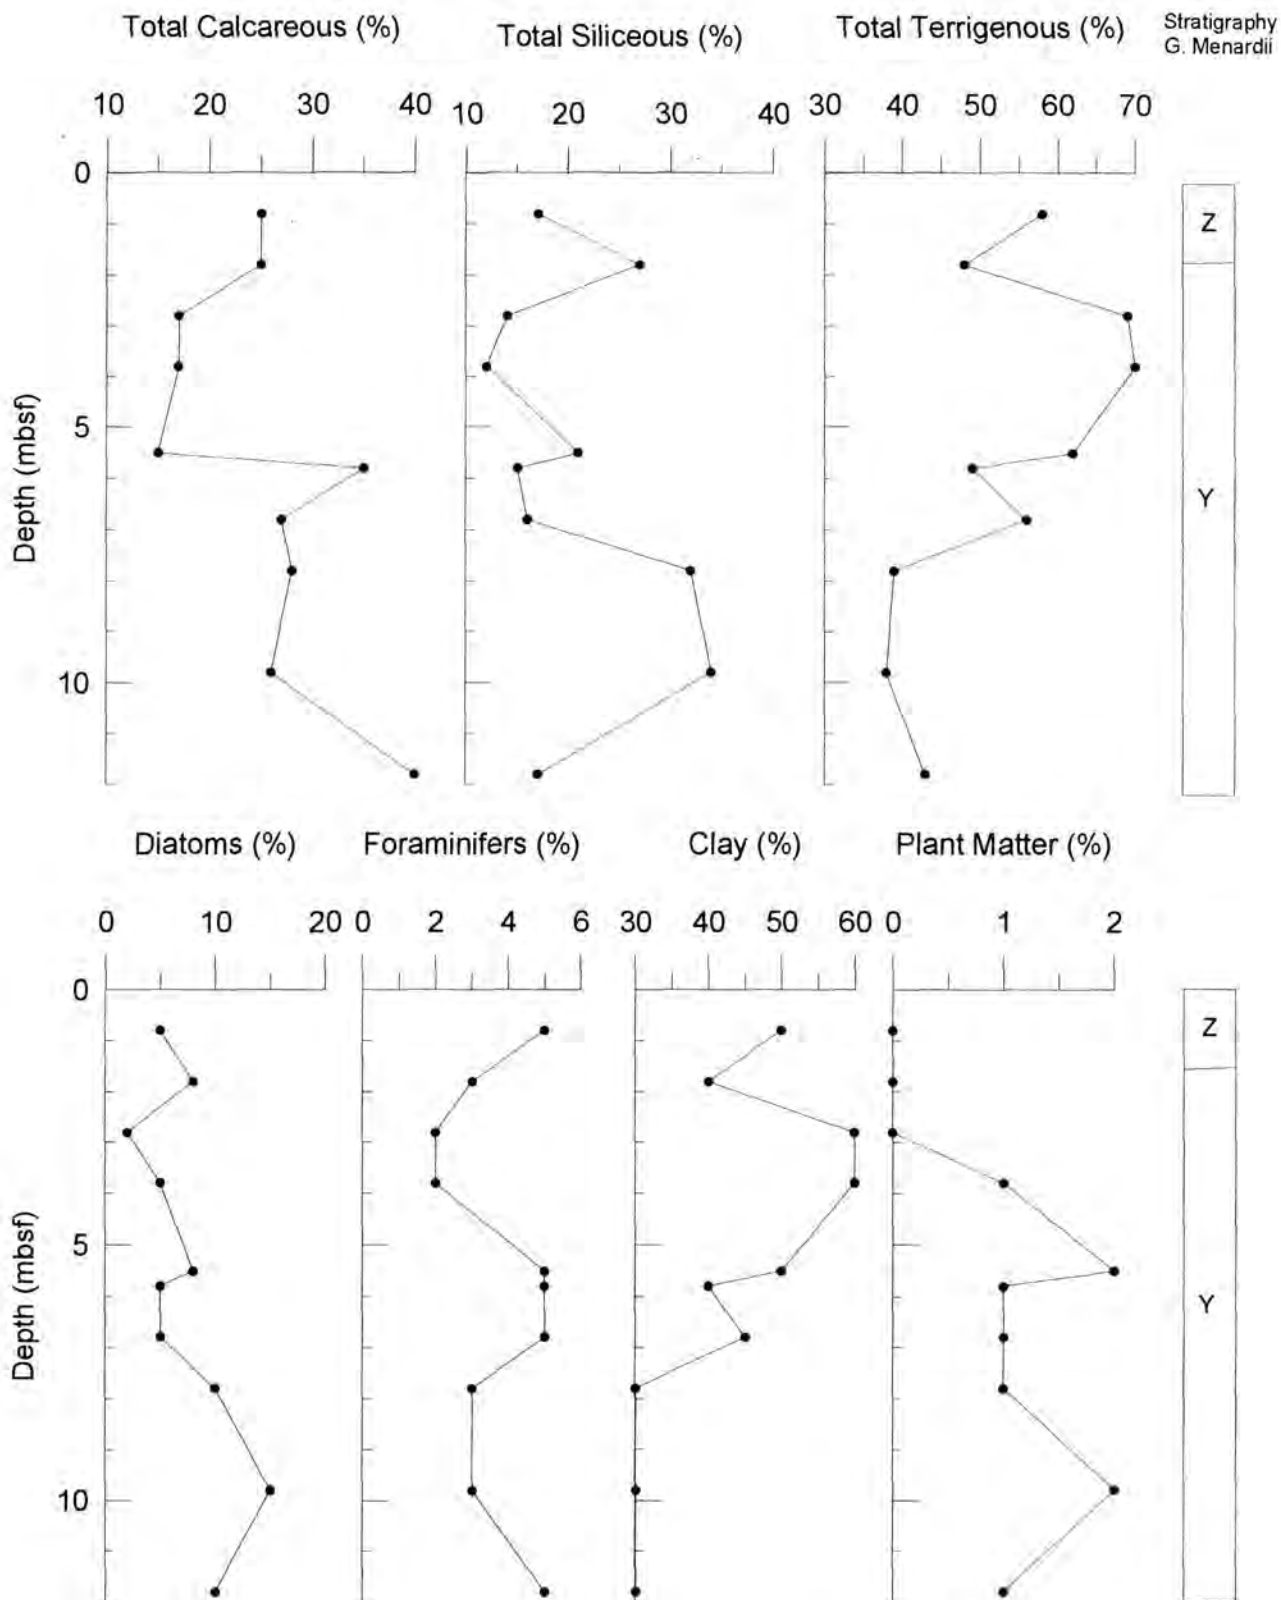 Total Calcareous (%)
Total Siliceous (%)
Total Terrigenous (%)
Stratigraphy
G. Menardii
10 20 30 40
10 20 30 40
30 40 50 60 70
0
5
10
Depth (mbsf)
Z
Y
Diatoms (%)
Foraminifers (%)
Clay (%)
Plant Matter (%)
0 10 20
0 2 4 6
30 40 50 60
0 1 2
0
5
10
Depth (mbsf)
Z
Y